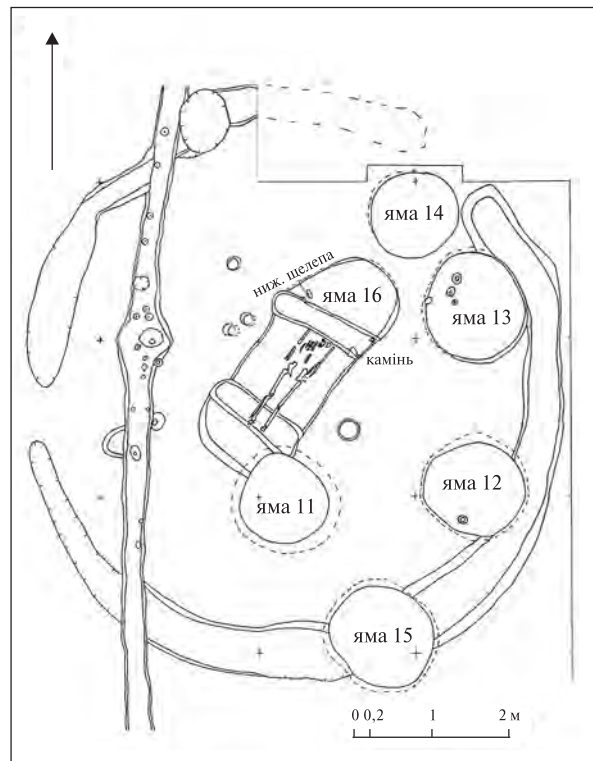 яма 14
ниж. щелепа
яма 16
яма 13
камінь
яма 12
яма 11
яма 15
0 0,2 1 2 м